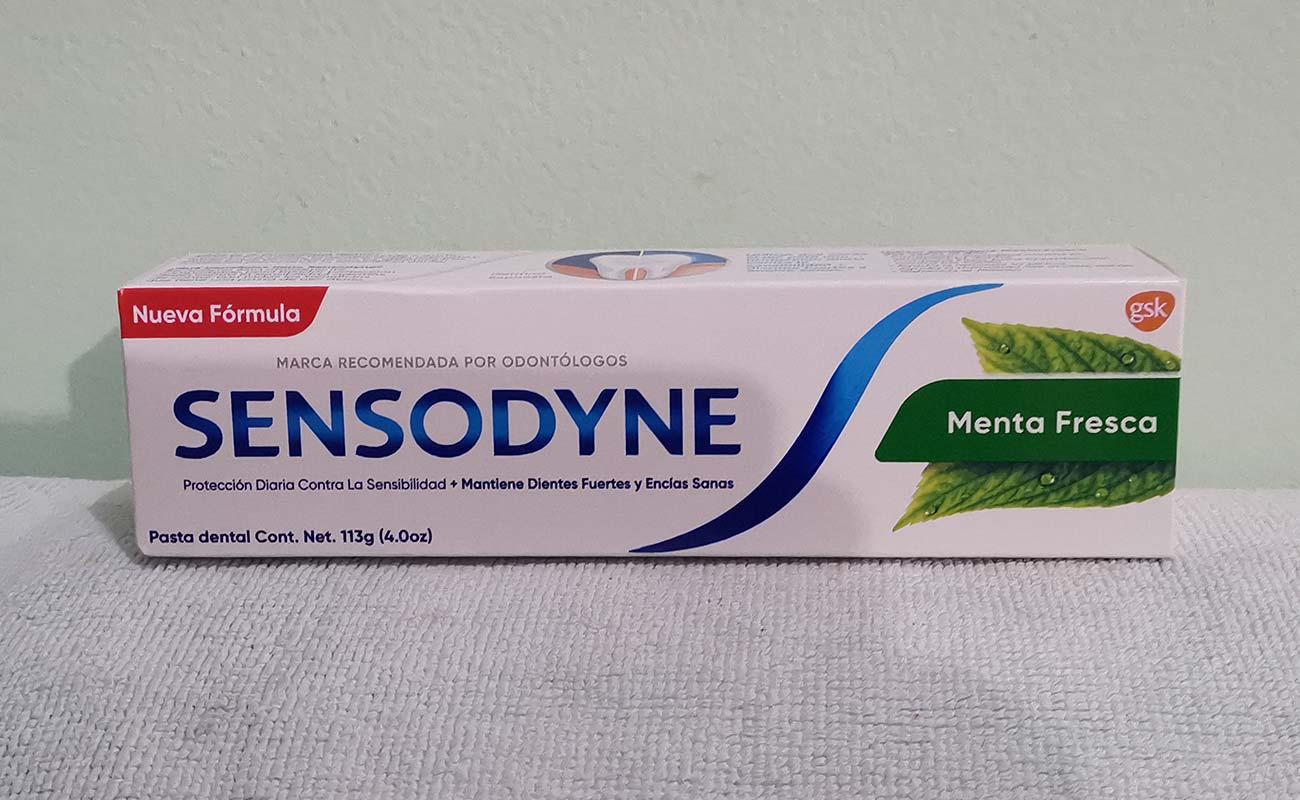 Nueva Fórmula
gsk
MARCA RECOMENDADA POR ODONTÓLOGOS
SENSODYNE
Menta Fresca
Protección Diaria Contra La Sensibilidad + Mantiene Dientes Fuertes y Encías Sanas
Pasta dental Cont. Net. 113g (4.0oz)